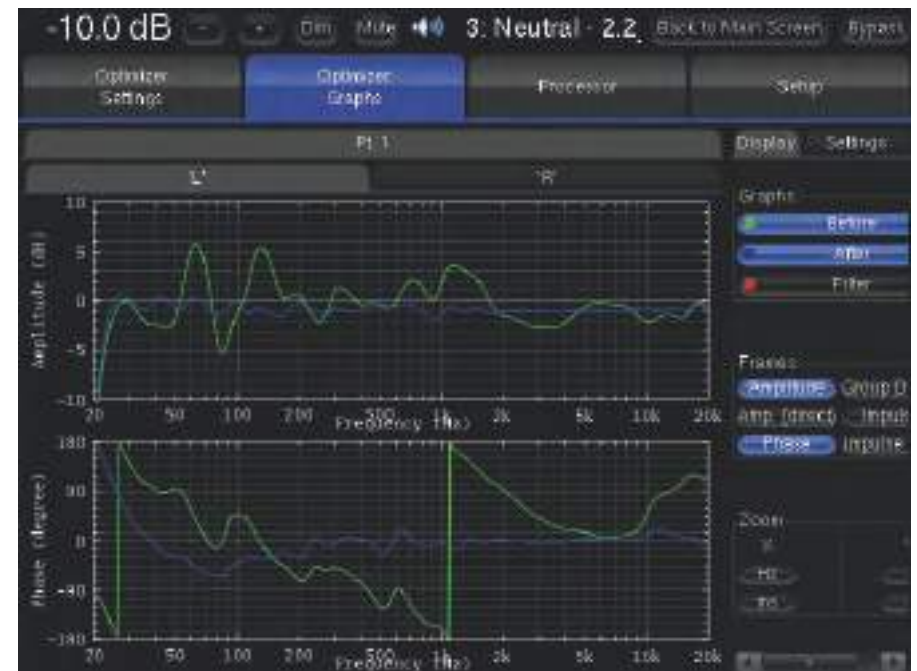 -10.0 dB - + Dim Mute 3: Neutral - 2.2 Back to Main Screen Bypass
Optimizer Settings
Optimizer Graphs
Processor
Setup
Pt 1
Display Settings
"L" "R"
Graphs
Before
After
Filter
Amplitude (dB)
10
5
0
-5
-10
20 50 100 200 500 1k 2k 5k 10k 20k
Frequency (Hz)
Frames
Amplitude Group D
Amp. (direct) Impuls
Phase Impulse
Phase (degree)
180
90
0
-90
-180
20 50 100 200 500 1k 2k 5k 10k 20k
Frequency (Hz)
Zoom